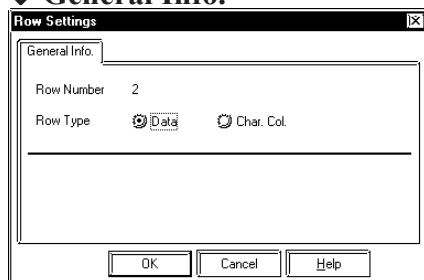 General Info.
Row Settings
General Info.
Row Number 2
Row Type Data Char. Col.
OK Cancel Help